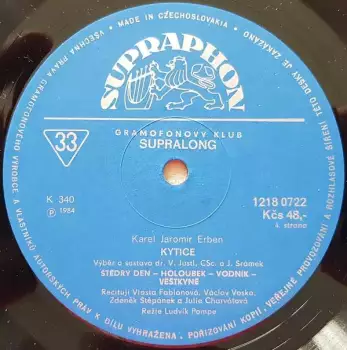 MADE IN CZECHOSLOVAKIA
VŠECHNA PRÁVA GRAMOFONOVÉHO VÝROBCE A VLASTNÍKŮ AUTORSKÝCH PRÁV K DÍLU VYHRAŽENA. POŘIZOVÁNÍ KOPIÍ, VEŘEJNÉ PROVOZOVÁNÍ A ROZHLASOVÉ ŠÍŘENÍ TÉTO DESKY JE ZAKÁZÁNO
SUPRAPHON
33
GRAMOFONOVÝ KLUB
SUPRALONG
K 340
Ⓟ 1984
1218 0722
Kčs 48,-
strana
Karel Jaromír Erben
KYTICE
Výběr a sestava dr. V. Justl, CSc. a J. Šrámek
ŠTĚDRÝ DEN – HOLOUBEK – VODNÍK –
VĚŠTKYNĚ
Recitují Vlasta Fabianová, Václav Voska,
Zdeněk Štěpánek a Julie Charvátová
Režie Ludvík Pompe